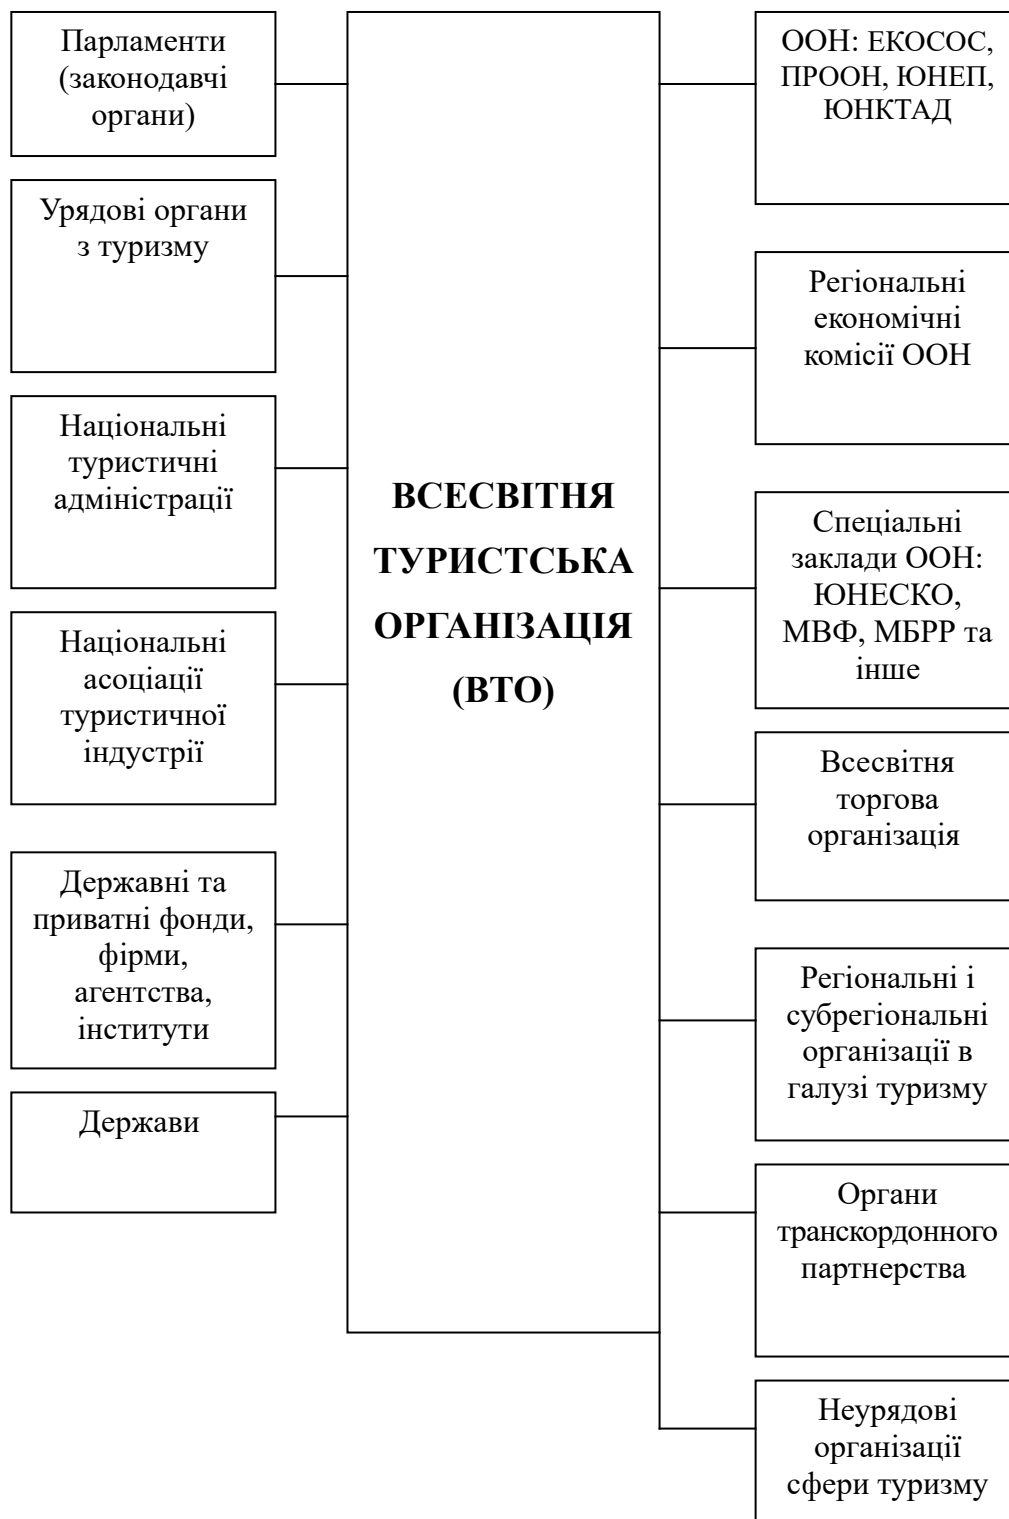 Парламенти
(законодавчі
органи)
Урядові органи
з туризму
Національні
туристичні
адміністрації
Національні
асоціації
туристичної
індустрії
Державні та
приватні фонди,
фірми,
агентства,
інститути
Держави
ВСЕСВІТНЯ
ТУРИСТСЬКА
ОРГАНІЗАЦІЯ
(ВТО)
ООН: ЕКОСОС,
ПРООН, ЮНЕП,
ЮНКТАД
Регіональні
економічні
комісії ООН
Спеціальні
заклади ООН:
ЮНЕСКО,
МВФ, МБРР та
інше
Всесвітня
торгова
організація
Регіональні і
субрегіональні
організації в
галузі туризму
Органи
транскордонного
партнерства
Неурядові
організації
сфери туризму